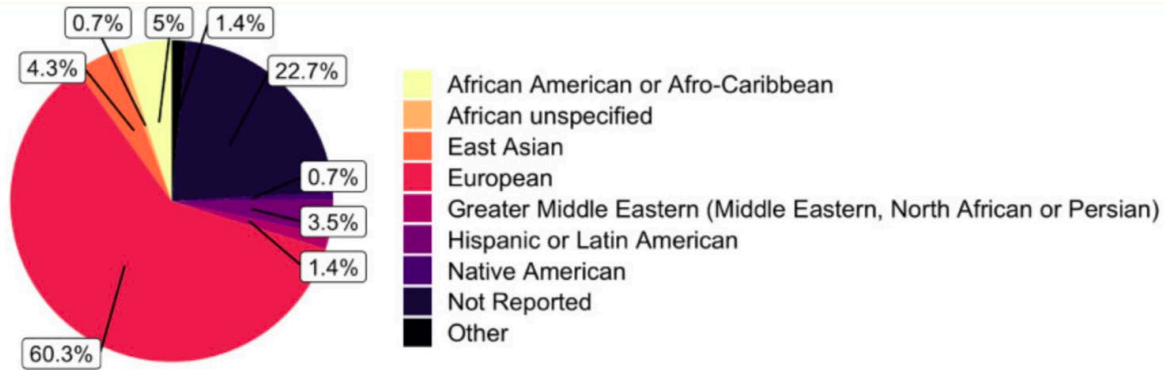 0.7%
5%
1.4%
4.3%
22.7%
0.7%
3.5%
1.4%
60.3%
African American or Afro-Caribbean
African unspecified
East Asian
European
Greater Middle Eastern (Middle Eastern, North African or Persian)
Hispanic or Latin American
Native American
Not Reported
Other